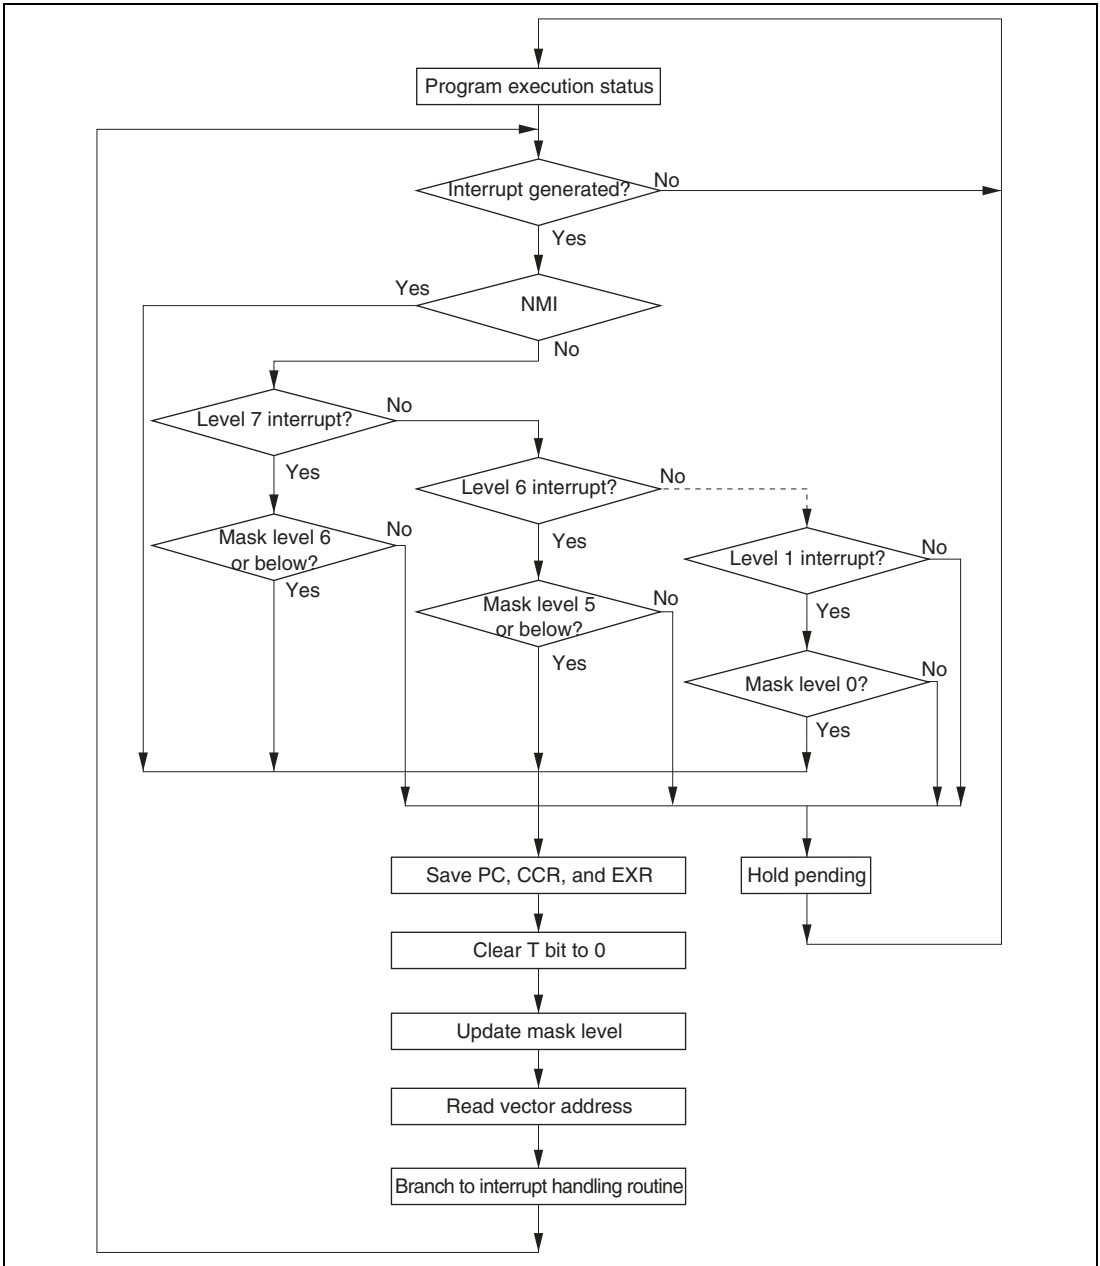 Program execution status
Interrupt generated?
No
Yes
Yes
NMI
No
Level 7 interrupt?
No
Yes
Level 6 interrupt?
No
Mask level 6
or below?
No
Yes
Yes
Level 1 interrupt?
No
Mask level 5
or below?
No
Yes
Yes
Mask level 0?
No
Yes
Save PC, CCR, and EXR
Hold pending
Clear T bit to 0
Update mask level
Read vector address
Branch to interrupt handling routine